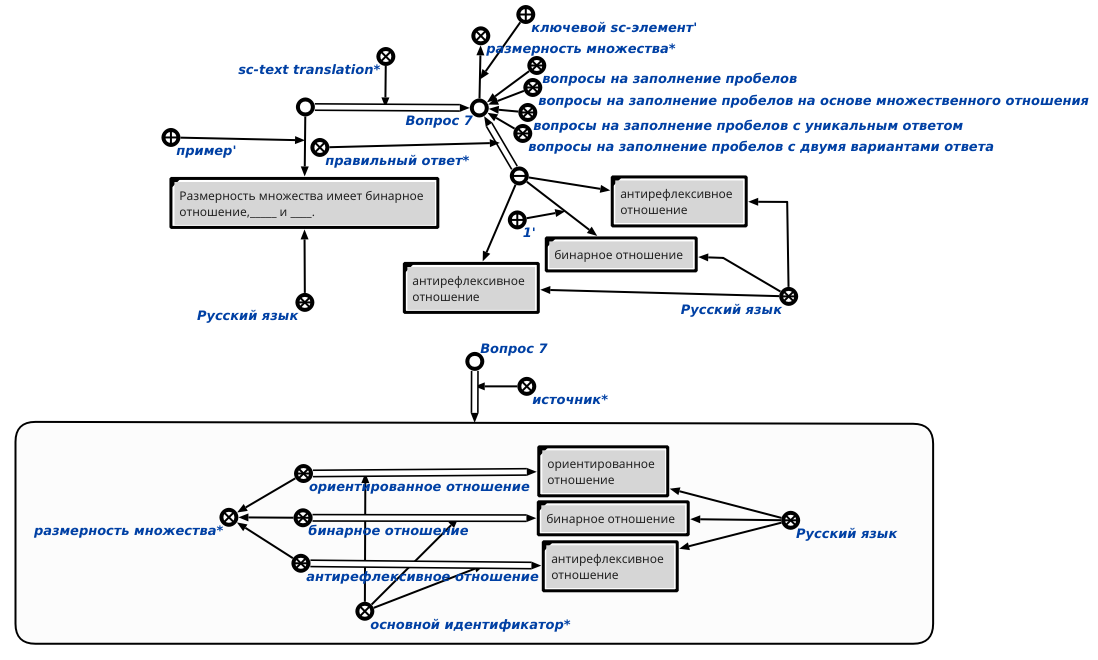 ключевой sc-элемент'
размерность множества*
sc-text translation*
вопросы на заполнение пробелов
вопросы на заполнение пробелов на основе множественного отношения
Вопрос 7
вопросы на заполнение пробелов с уникальным ответом
вопросы на заполнение пробелов с двумя вариантами ответа
пример'
правильный ответ*
Размерность множества имеет бинарное
отношение,_____ и ____.
антирефлексивное
отношение
1'
бинарное отношение
антирефлексивное
отношение
Русский язык
Русский язык
Вопрос 7
источник*
ориентированное
отношение
ориентированное отношение
бинарное отношение
размерность множества*
бинарное отношение
Русский язык
антирефлексивное
отношение
антирефлексивное отношение
основной идентификатор*